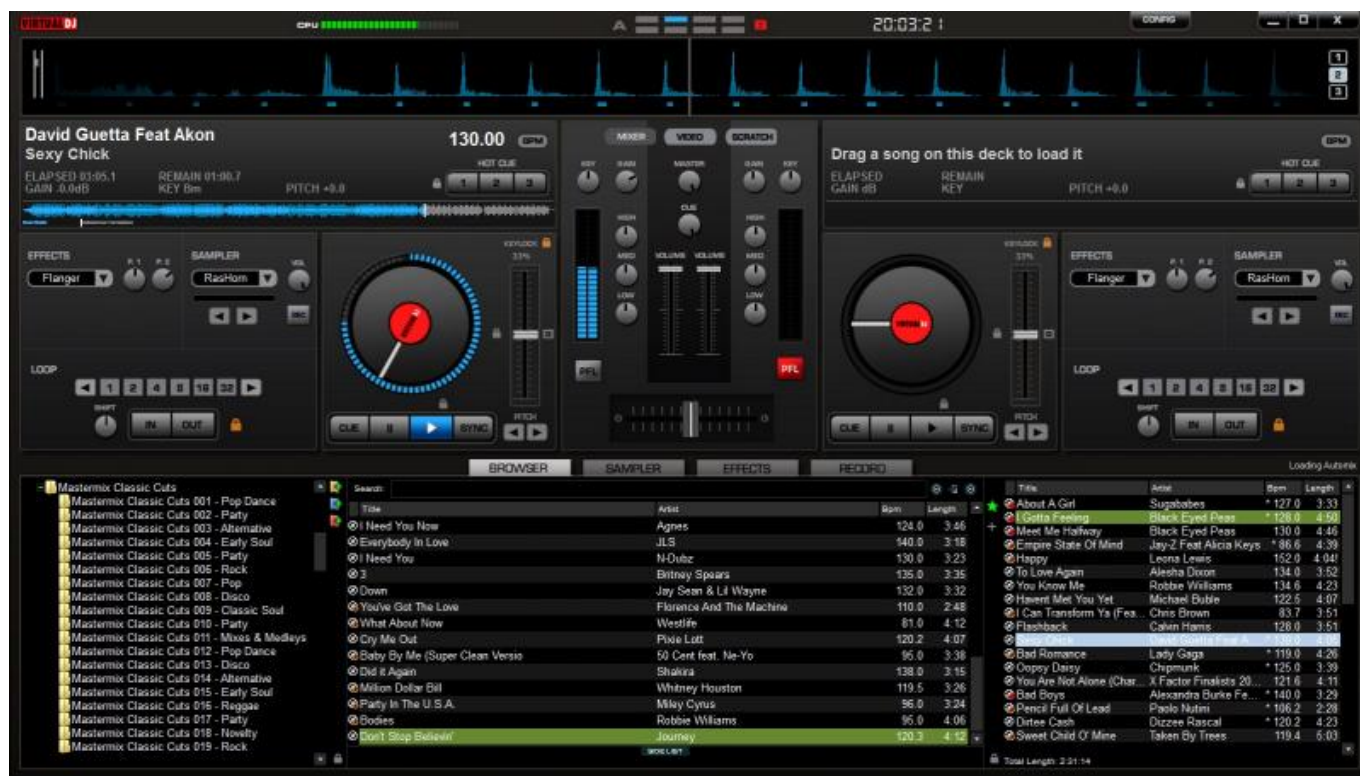 VIRTUAL DJ
CPU
A
B
20:03:21
CONFIG
1
2
3
David Guetta Feat Akon
130.00 BPM
Sexy Chick
HOT CUE
ELAPSED 03:05.1 REMAIN 01:00.7
GAIN .0.0dB KEY Bm PITCH +0.0
1 2 3
MIXER VIDEO SCRATCH
KEY GAIN MASTER GAIN KEY
CUE
HIGH HIGH
MED VOLUME VOLUME MED
LOW LOW
PFL PFL
BPM
Drag a song on this deck to load it
HOT CUE
ELAPSED REMAIN
GAIN dB KEY PITCH +0.0
1 2 3
EFFECTS P. 1 P. 2 SAMPLER VOL
Flanger RasHorn
REC
KEYLOCK
33%
LOOP
1 2 4 8 16 32
SHIFT
IN OUT
CUE II SYNC
PITCH
KEYLOCK
33%
CUE II SYNC
PITCH
EFFECTS P. 1 P. 2 SAMPLER VOL
Flanger RasHorn
REC
LOOP
1 2 4 8 16 32
SHIFT
IN OUT
BROWSER SAMPLER EFFECTS RECORD
Loading Automix
Mastermix Classic Cuts
Mastermix Classic Cuts 001 - Pop Dance
Mastermix Classic Cuts 002 - Party
Mastermix Classic Cuts 003 - Alternative
Mastermix Classic Cuts 004 - Early Soul
Mastermix Classic Cuts 005 - Party
Mastermix Classic Cuts 006 - Rock
Mastermix Classic Cuts 007 - Pop
Mastermix Classic Cuts 008 - Disco
Mastermix Classic Cuts 009 - Classic Soul
Mastermix Classic Cuts 010 - Party
Mastermix Classic Cuts 011 - Mixes & Medleys
Mastermix Classic Cuts 012 - Pop Dance
Mastermix Classic Cuts 013 - Disco
Mastermix Classic Cuts 014 - Alternative
Mastermix Classic Cuts 015 - Early Soul
Mastermix Classic Cuts 016 - Reggae
Mastermix Classic Cuts 017 - Party
Mastermix Classic Cuts 018 - Novelty
Mastermix Classic Cuts 019 - Rock
Search:
Title Artist Bpm Length
I Need You Now Agnes 124.0 3:46
Everybody In Love JLS 140.0 3:18
I Need You N-Dubz 130.0 3:23
3 Britney Spears 135.0 3:35
Down Jay Sean & Lil Wayne 132.0 3:32
You've Got The Love Florence And The Machine 110.0 2:48
What About Now Westlife 81.0 4:12
Cry Me Out Pixie Lott 120.2 4:07
Baby By Me (Super Clean Versio 50 Cent feat. Ne-Yo 95.0 3:38
Did it Again Shakira 138.0 3:15
Million Dollar Bill Whitney Houston 119.5 3:26
Party In The U.S.A. Miley Cyrus 96.0 3:24
Bodies Robbie Williams 95.0 4:06
Don't Stop Believin' Journey 120.3 4:12
SIDE LIST
Title Artist Bpm Length
About A Girl Sugababes * 127.0 3:33
I Gotta Feeling Black Eyed Peas * 128.0 4:50
Meet Me Halfway Black Eyed Peas 130.0 4:46
Empire State Of Mind Jay-Z Feat Alicia Keys * 86.6 4:39
Happy Leona Lewis 152.0 4:04!
To Love Again Alesha Dixon 134.0 3:52
You Know Me Robbie Williams 134.6 4:23
Havent Met You Yet Michael Buble 122.5 4:07
I Can Transform Ya (Fea... Chris Brown 83.7 3:51
Flashback Calvin Harris 128.0 3:51
Sexy Chick David Guetta Feat A... * 130.0 4:05
Bad Romance Lady Gaga * 119.0 4:26
Oopsy Daisy Chipmunk * 125.0 3:39
You Are Not Alone (Char... X Factor Finalists 20... 121.6 4:11
Bad Boys Alexandra Burke Fe... * 140.0 3:29
Pencil Full Of Lead Paolo Nutini * 106.2 2:28
Dirtee Cash Dizzee Rascal * 120.2 4:23
Sweet Child O' Mine Taken By Trees 119.4 5:03
Total Length: 2:31:14